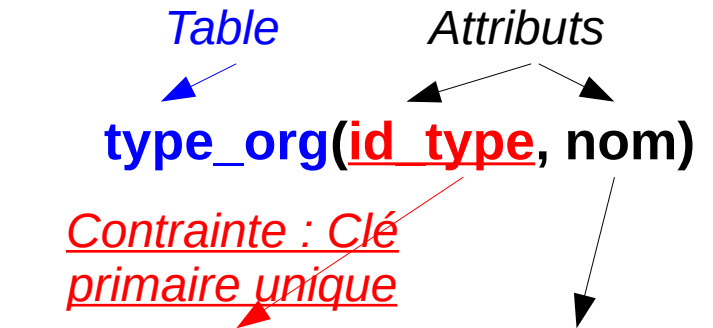 Table Attributs
type_org(id_type, nom)
Contrainte : Clé
primaire unique